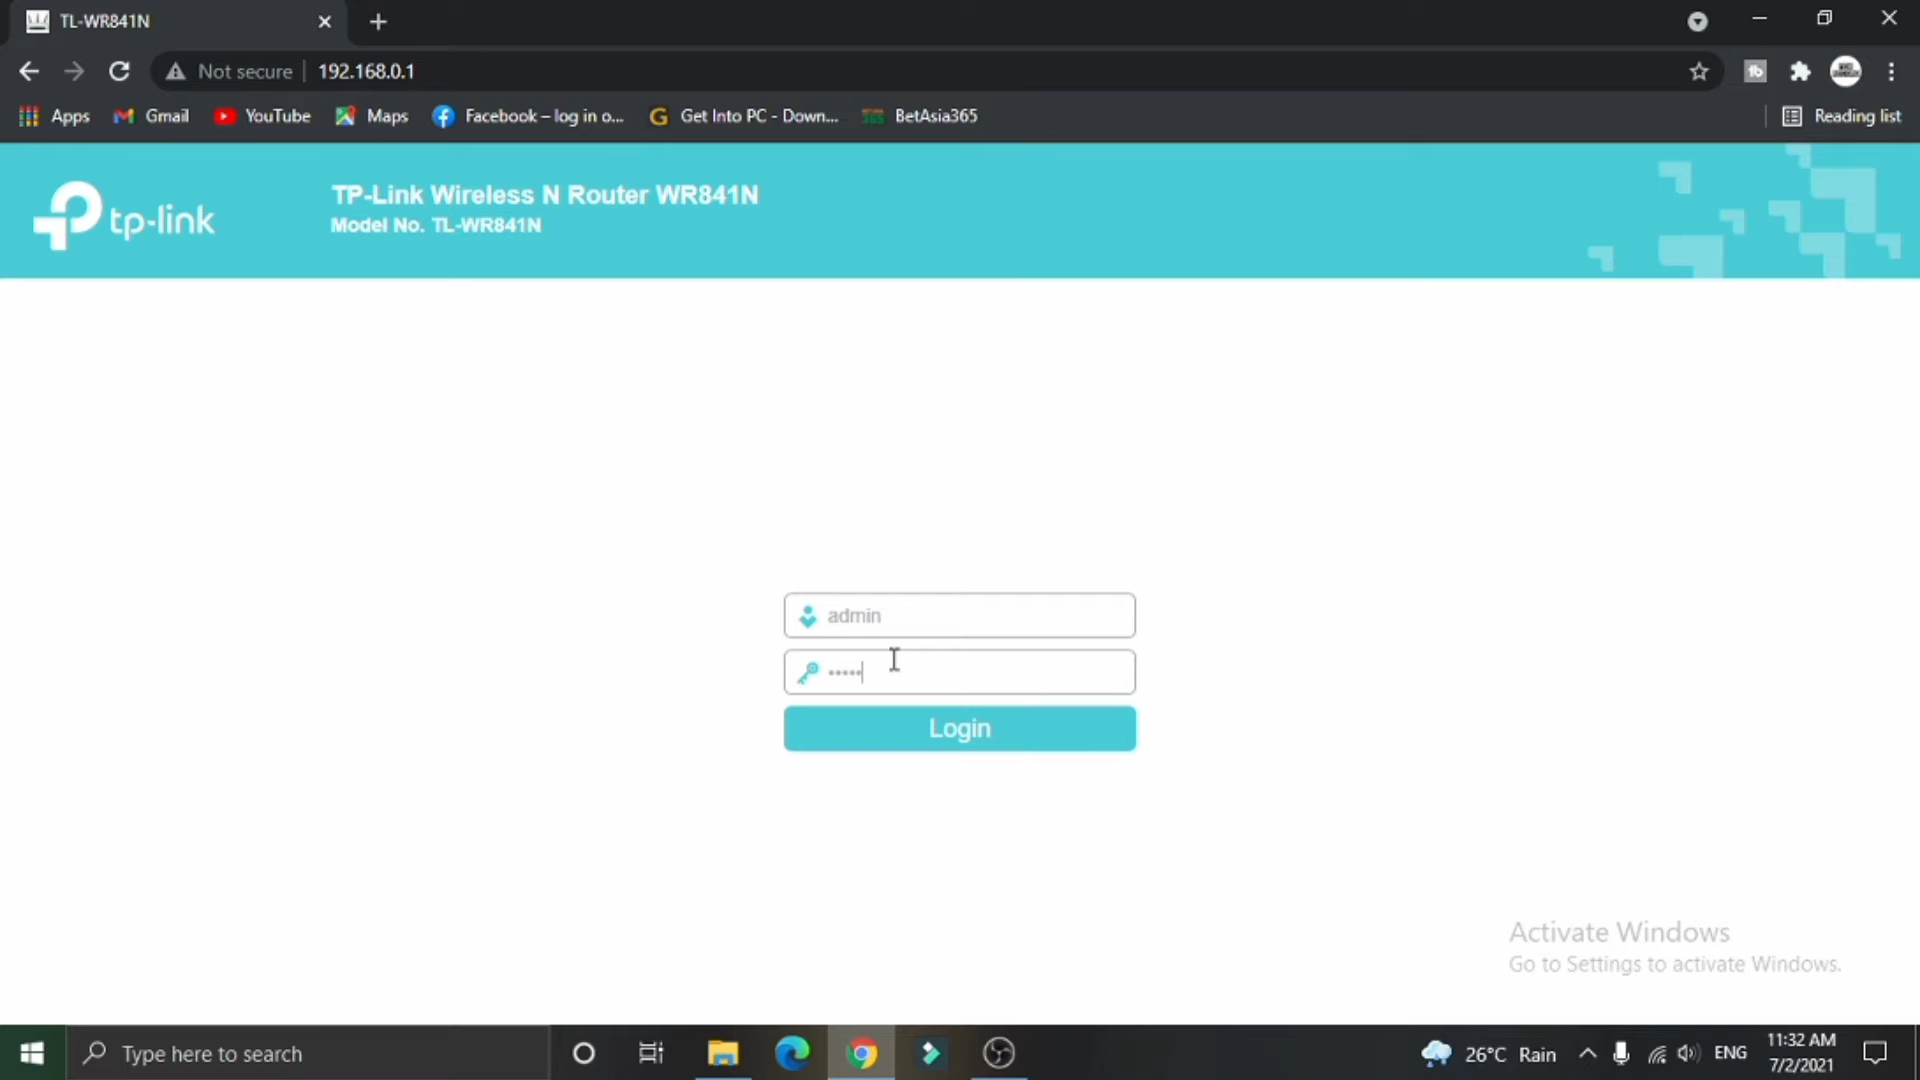 TL-WR841N
Not secure 192.168.0.1
Apps Gmail YouTube Maps Facebook – log in o... Get Into PC - Down... BetAsia365 Reading list
tp-link
TP-Link Wireless N Router WR841N
Model No. TL-WR841N
admin
•••••
Login
Activate Windows
Go to Settings to activate Windows.
Type here to search
26°C Rain
ENG
11:32 AM
7/2/2021